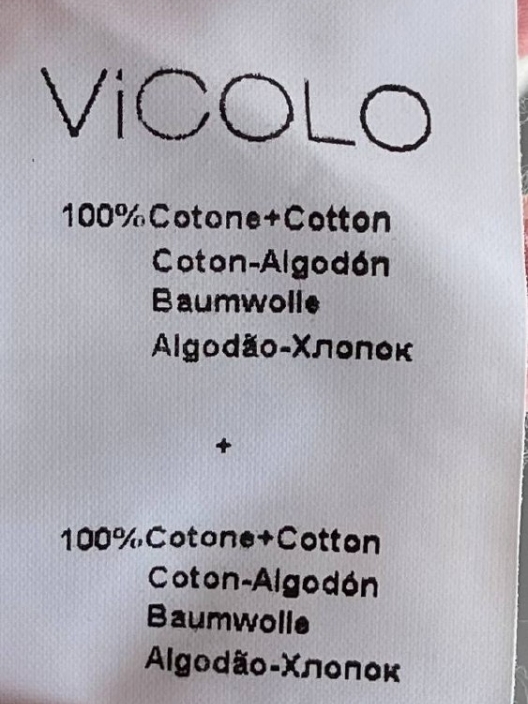 ViCOLO
100%Cotone+Cotton
Coton-Algodón
Baumwolle
Algodão-Хлопок
+
100%Cotone+Cotton
Coton-Algodón
Baumwolle
Algodão-Хлопок